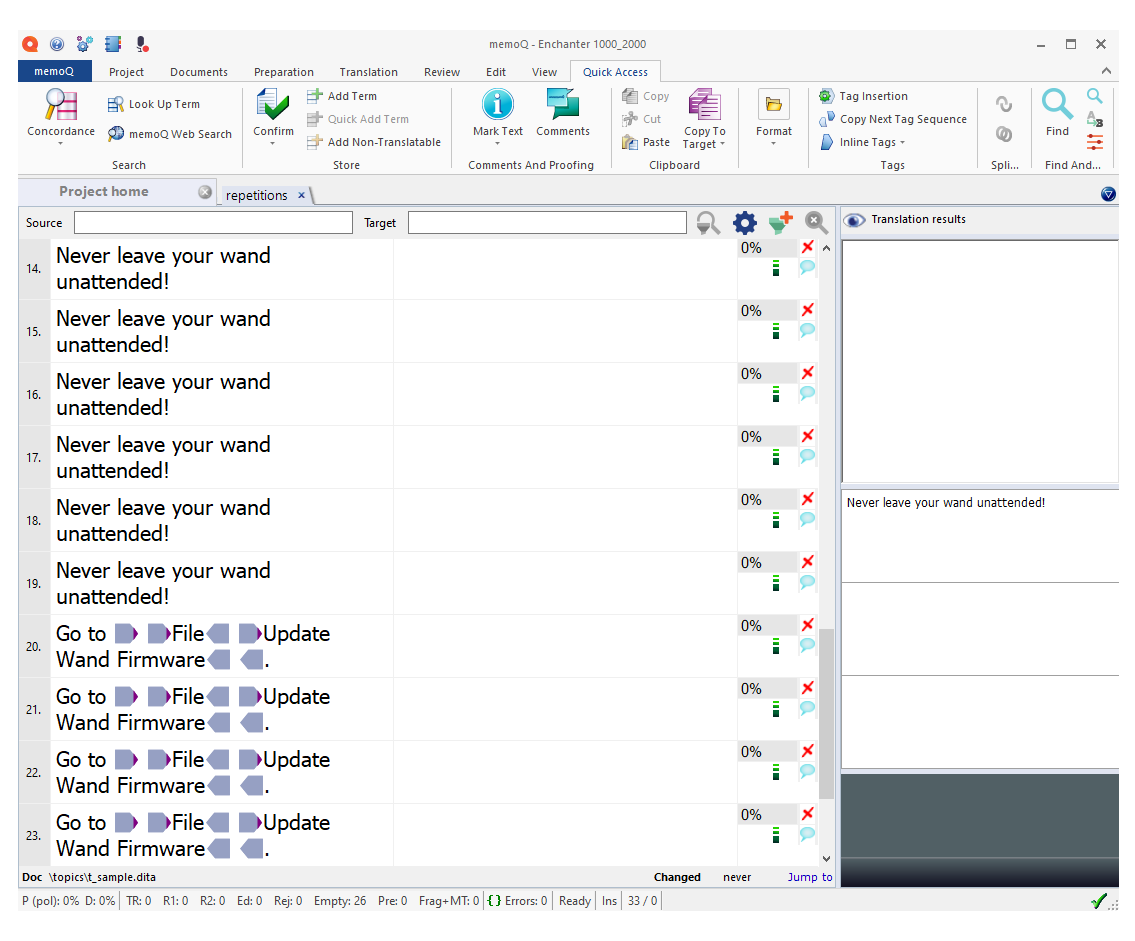 memoQ - Enchanter 1000_2000
memoQ Project Documents Preparation Translation Review Edit View Quick Access
Concordance
Look Up Term
memoQ Web Search
Search
Confirm
Add Term
Quick Add Term
Add Non-Translatable
Store
Mark Text
Comments
Comments And Proofing
Copy
Cut
Paste
Copy To
Target
Clipboard
Format
Tag Insertion
Copy Next Tag Sequence
Inline Tags
Tags
Spli...
Find
Find And...
Project home repetitions
Source Target
Translation results
14. Never leave your wand 0%
unattended!
15. Never leave your wand 0%
unattended!
16. Never leave your wand 0%
unattended!
17. Never leave your wand 0%
unattended!
18. Never leave your wand 0%
unattended!
19. Never leave your wand 0%
unattended!
20. Go to File Update 0%
Wand Firmware .
21. Go to File Update 0%
Wand Firmware .
22. Go to File Update 0%
Wand Firmware .
23. Go to File Update 0%
Wand Firmware .
Never leave your wand unattended!
Doc \topics\t_sample.dita Changed never Jump to
P (pol): 0% D: 0% TR: 0 R1: 0 R2: 0 Ed: 0 Rej: 0 Empty: 26 Pre: 0 Frag+MT: 0 {} Errors: 0 Ready Ins 33 / 0